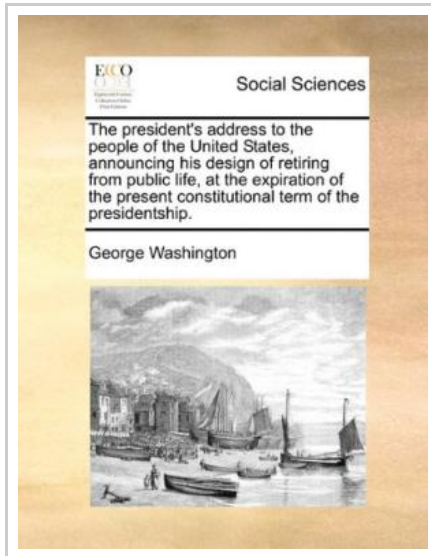 ECCO
Social Sciences
The president's address to the
people of the United States,
announcing his design of retiring
from public life, at the expiration of
the present constitutional term of the
presidentship.
George Washington